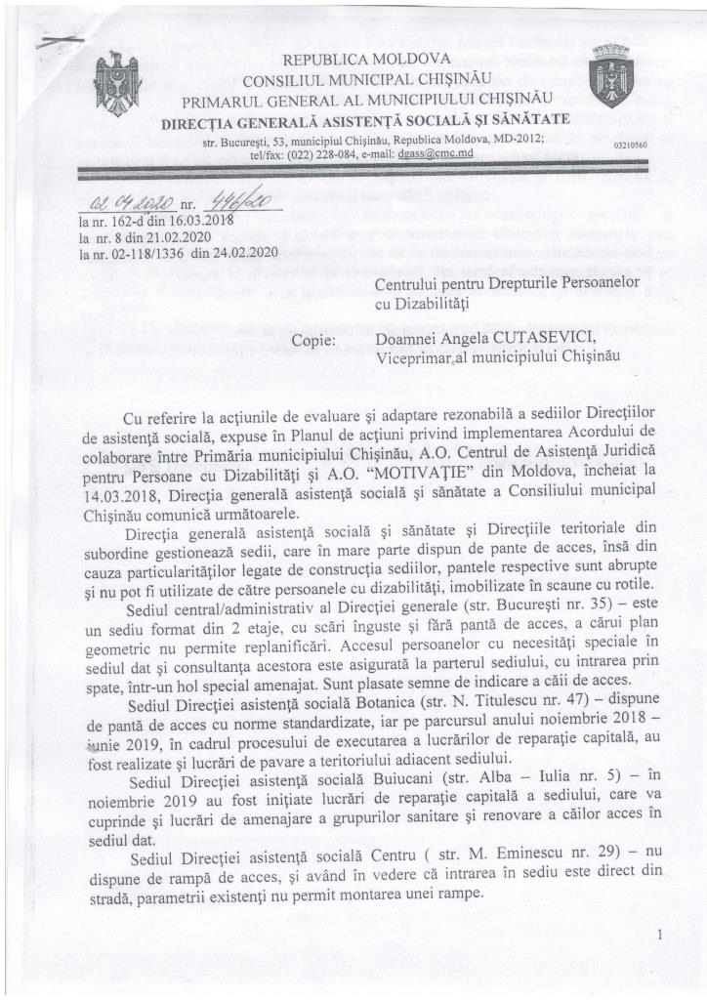 REPUBLICA MOLDOVA
CONSILIUL MUNICIPAL CHIŞINĂU
PRIMARUL GENERAL AL MUNICIPIULUI CHIŞINĂU
DIRECŢIA GENERALĂ ASISTENŢĂ SOCIALĂ ŞI SĂNĂTATE
str. Bucureşti, 53, municipiul Chişinău, Republica Moldova, MD-2012;
tel/fax: (022) 228-084, e-mail: dgass@cmc.md
03210560
02.04.2020 nr. 446/20
la nr. 162-d din 16.03.2018
la nr. 8 din 21.02.2020
la nr. 02-118/1336 din 24.02.2020
Centrului pentru Drepturile Persoanelor
cu Dizabilităţi
Copie: Doamnei Angela CUTASEVICI,
Viceprimar al municipiului Chişinău
Cu referire la acţiunile de evaluare şi adaptare rezonabilă a sediilor Direcţiilor
de asistenţă socială, expuse în Planul de acţiuni privind implementarea Acordului de
colaborare între Primăria municipiului Chişinău, A.O. Centrul de Asistenţă Juridică
pentru Persoane cu Dizabilităţi şi A.O. “MOTIVAŢIE” din Moldova, încheiat la
14.03.2018, Direcţia generală asistenţă socială şi sănătate a Consiliului municipal
Chişinău comunică următoarele.
Direcţia generală asistenţă socială şi sănătate şi Direcţiile teritoriale din
subordine gestionează sedii, care în mare parte dispun de pante de acces, însă din
cauza particularităţilor legate de construcţia sediilor, pantele respective sunt abrupte
şi nu pot fi utilizate de către persoanele cu dizabilităţi, imobilizate în scaune cu rotile.
Sediul central/administrativ al Direcţiei generale (str. Bucureşti nr. 35) – este
un sediu format din 2 etaje, cu scări înguste şi fără pantă de acces, a cărui plan
geometric nu permite replanificări. Accesul persoanelor cu necesităţi speciale în
sediul dat şi consultanţa acestora este asigurată la parterul sediului, cu intrarea prin
spate, într-un hol special amenajat. Sunt plasate semne de indicare a căii de acces.
Sediul Direcţiei asistenţă socială Botanica (str. N. Titulescu nr. 47) – dispune
de pantă de acces cu norme standardizate, iar pe parcursul anului noiembrie 2018 –
iunie 2019, în cadrul procesului de executarea a lucrărilor de reparaţie capitală, au
fost realizate şi lucrări de pavare a teritoriului adiacent sediului.
Sediul Direcţiei asistenţă socială Buiucani (str. Alba – Iulia nr. 5) – în
noiembrie 2019 au fost iniţiate lucrări de reparaţie capitală a sediului, care va
cuprinde şi lucrări de amenajare a grupurilor sanitare şi renovare a căilor acces în
sediul dat.
Sediul Direcţiei asistenţă socială Centru ( str. M. Eminescu nr. 29) – nu
dispune de rampă de acces, şi având în vedere că intrarea în sediu este direct din
stradă, parametrii existenţi nu permit montarea unei rampe.
1